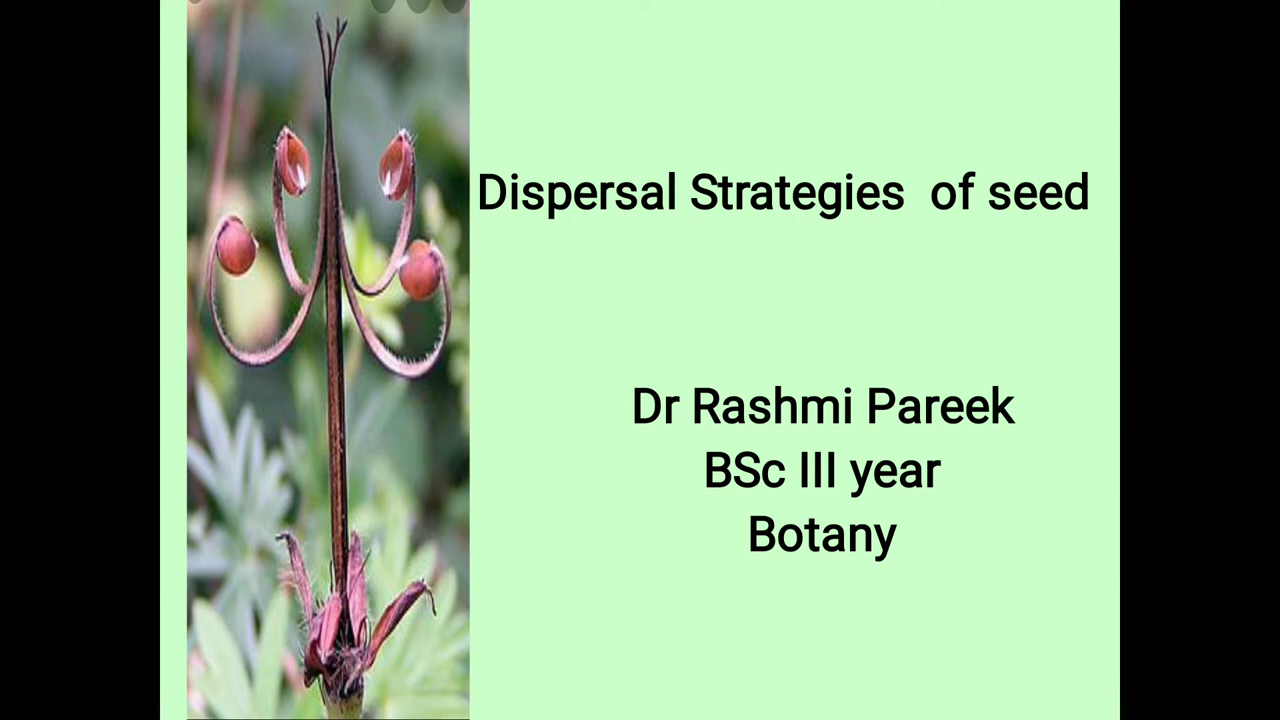 Dispersal Strategies of seed
Dr Rashmi Pareek
BSc III year
Botany